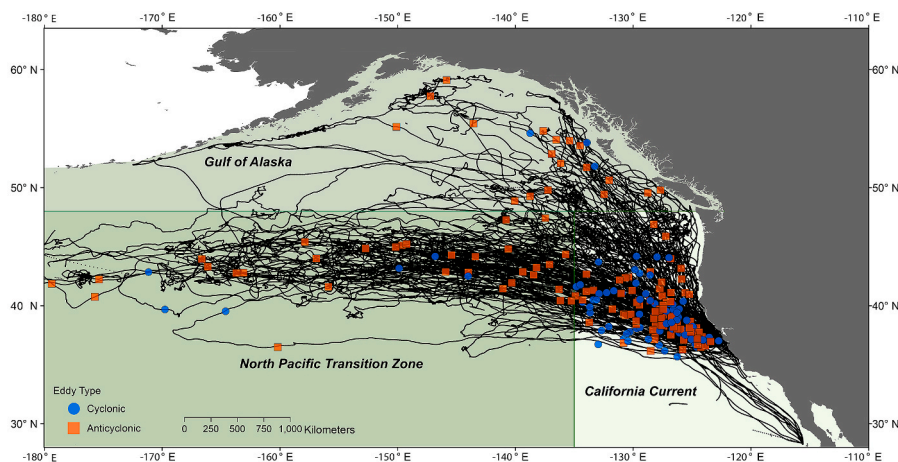 -180 ° E -170 ° E -160 ° E -150 ° E -140 ° E -130 ° E -120 ° E -110 ° E
60° N 60° N
Gulf of Alaska
50° N 50° N
40° N 40° N
North Pacific Transition Zone
California Current
Eddy Type
Cyclonic
Anticyclonic
0 250 500 750 1,000 Kilometers
30° N 30° N
-180 ° E -170 ° E -160 ° E -150 ° E -140 ° E -130 ° E -120 ° E -110 ° E